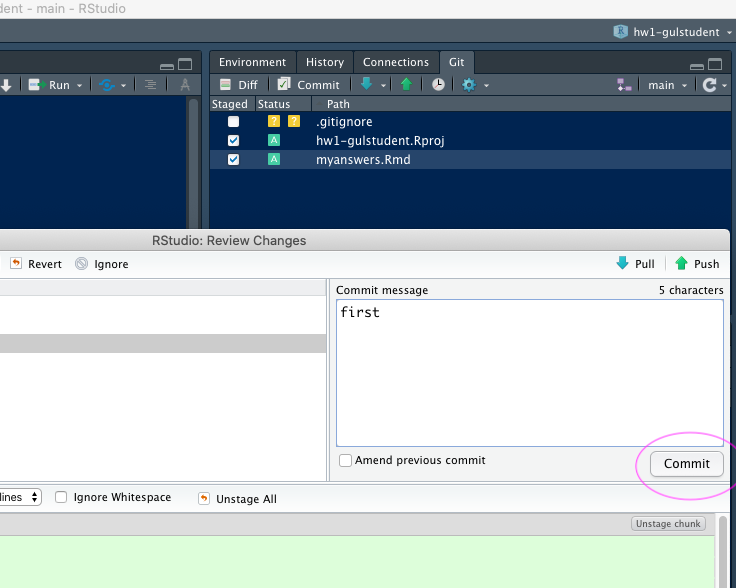 dent - main - RStudio
hw1-gulstudent
Environment History Connections Git
Run Diff Commit main
Staged Status Path
? ? .gitignore
A hw1-gulstudent.Rproj
A myanswers.Rmd
RStudio: Review Changes
Revert Ignore Pull Push
Commit message 5 characters
first
Amend previous commit
Commit
lines Ignore Whitespace Unstage All
Unstage chunk